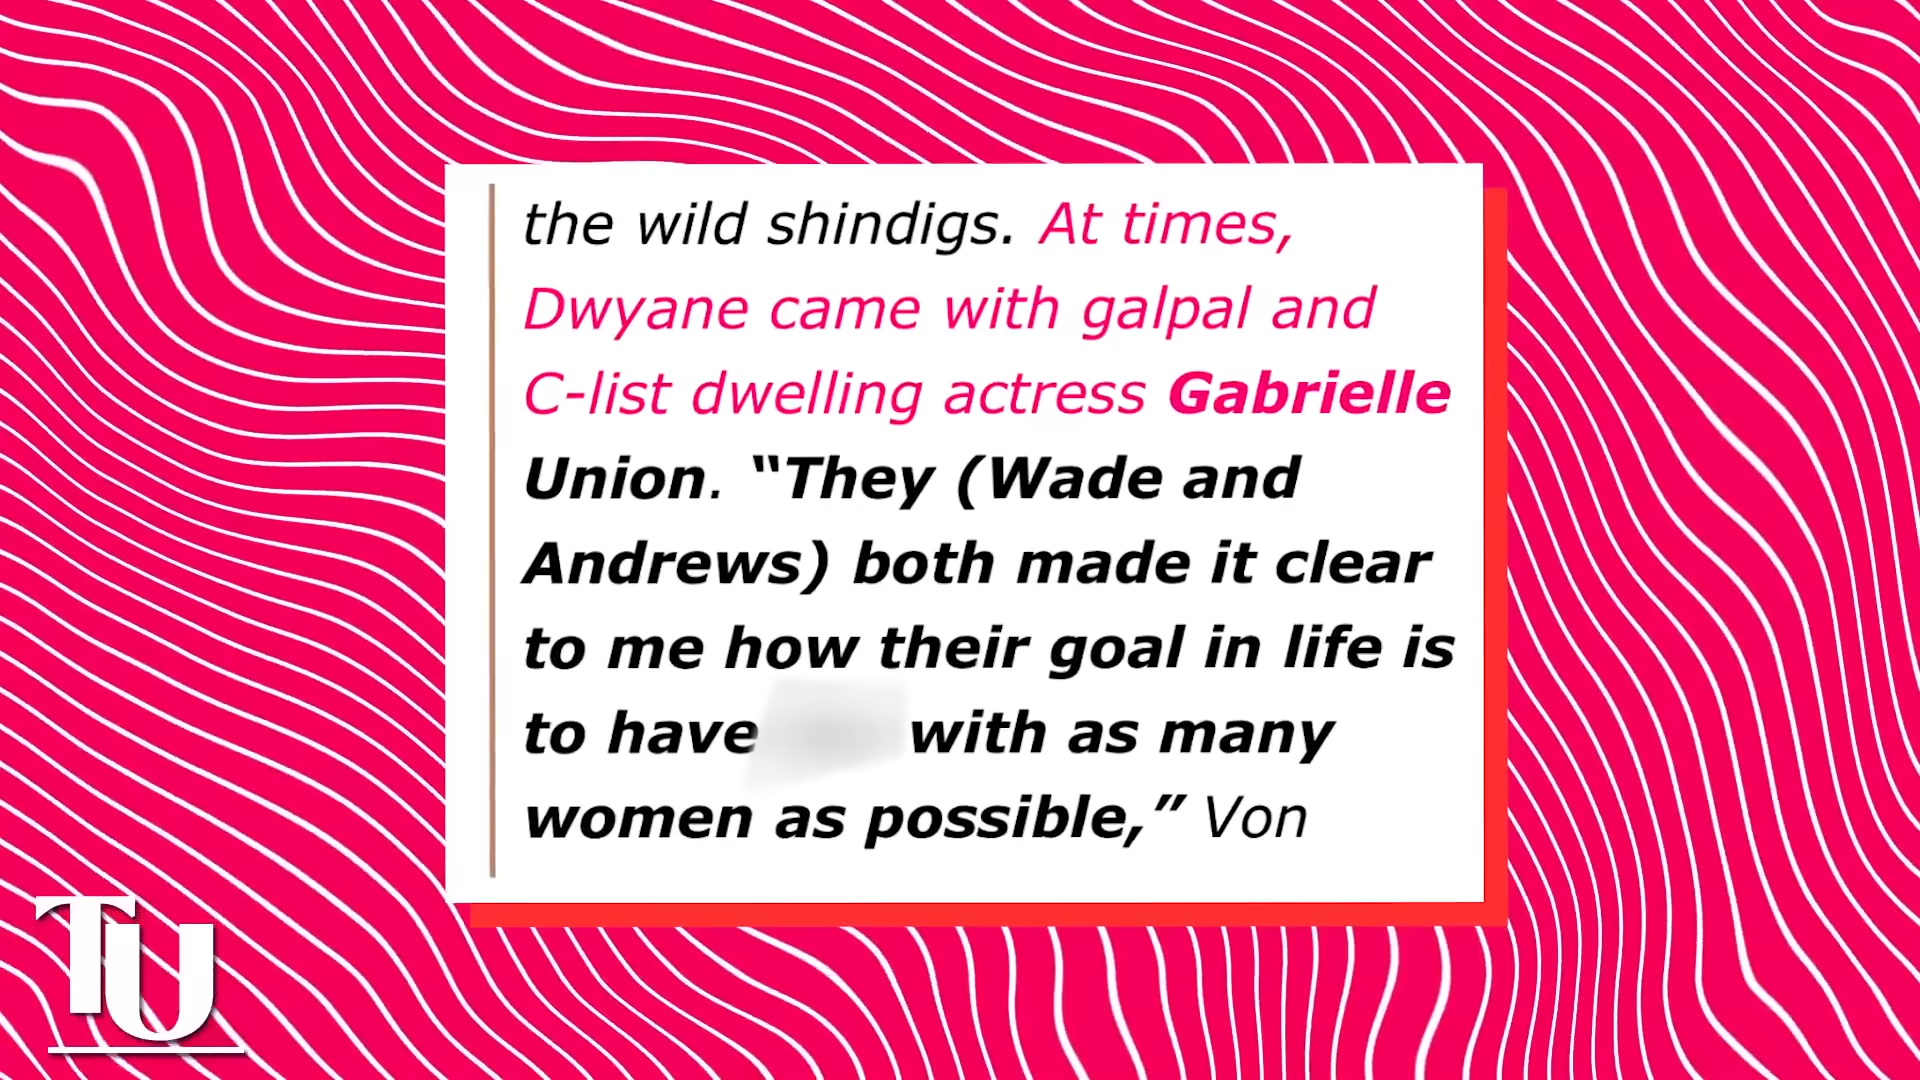 the wild shindigs. At times,
Dwyane came with galpal and
C-list dwelling actress Gabrielle
Union. “They (Wade and
Andrews) both made it clear
to me how their goal in life is
to have with as many
women as possible,” Von
TU